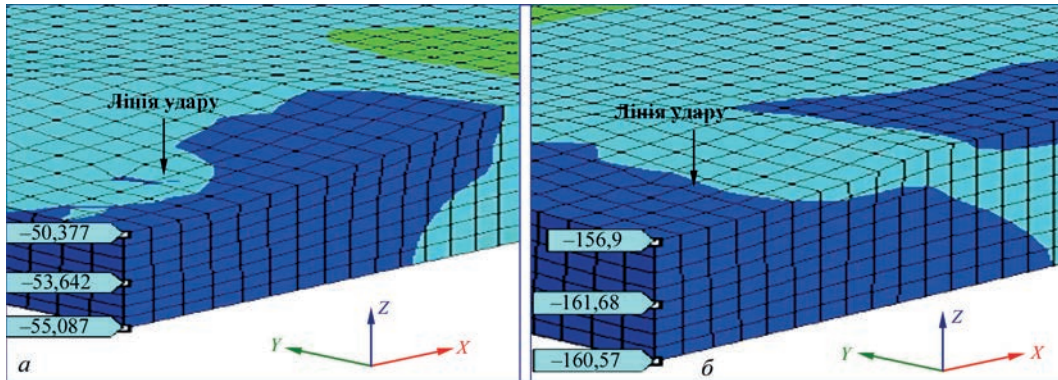 Лінія удару
–50,377
–53,642
–55,087
Z
Y
X
а
Лінія удару
–156,9
–161,68
–160,57
Z
Y
X
б